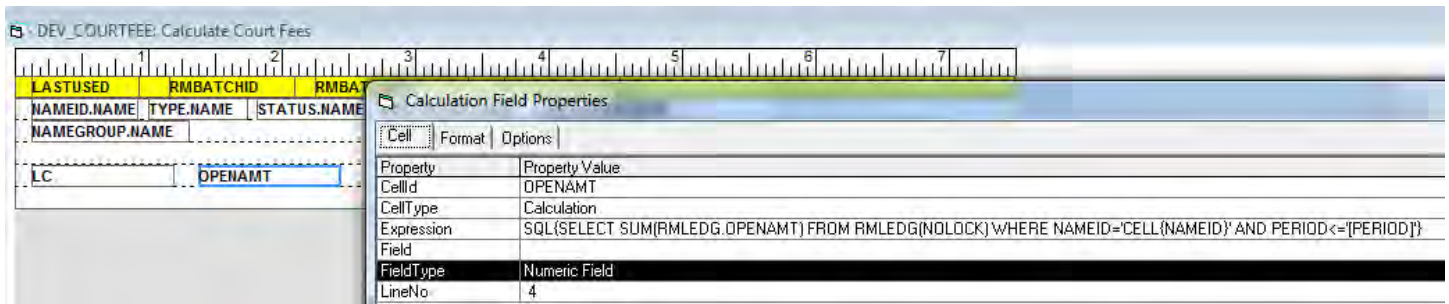 DEV_COURTFEE: Calculate Court Fees
1 2 3 4 5 6 7
LASTUSED RMBATCHID RMBAT
NAMEID.NAME TYPE.NAME STATUS.NAME
NAMEGROUP.NAME
LC OPENAMT
Calculation Field Properties
Cell Format Options
Property Property Value
CellId OPENAMT
CellType Calculation
Expression SQL{SELECT SUM(RMLEDG.OPENAMT) FROM RMLEDG(NOLOCK) WHERE NAMEID='CELL{NAMEID}' AND PERIOD<='[PERIOD]'}
Field
FieldType Numeric Field
LineNo 4